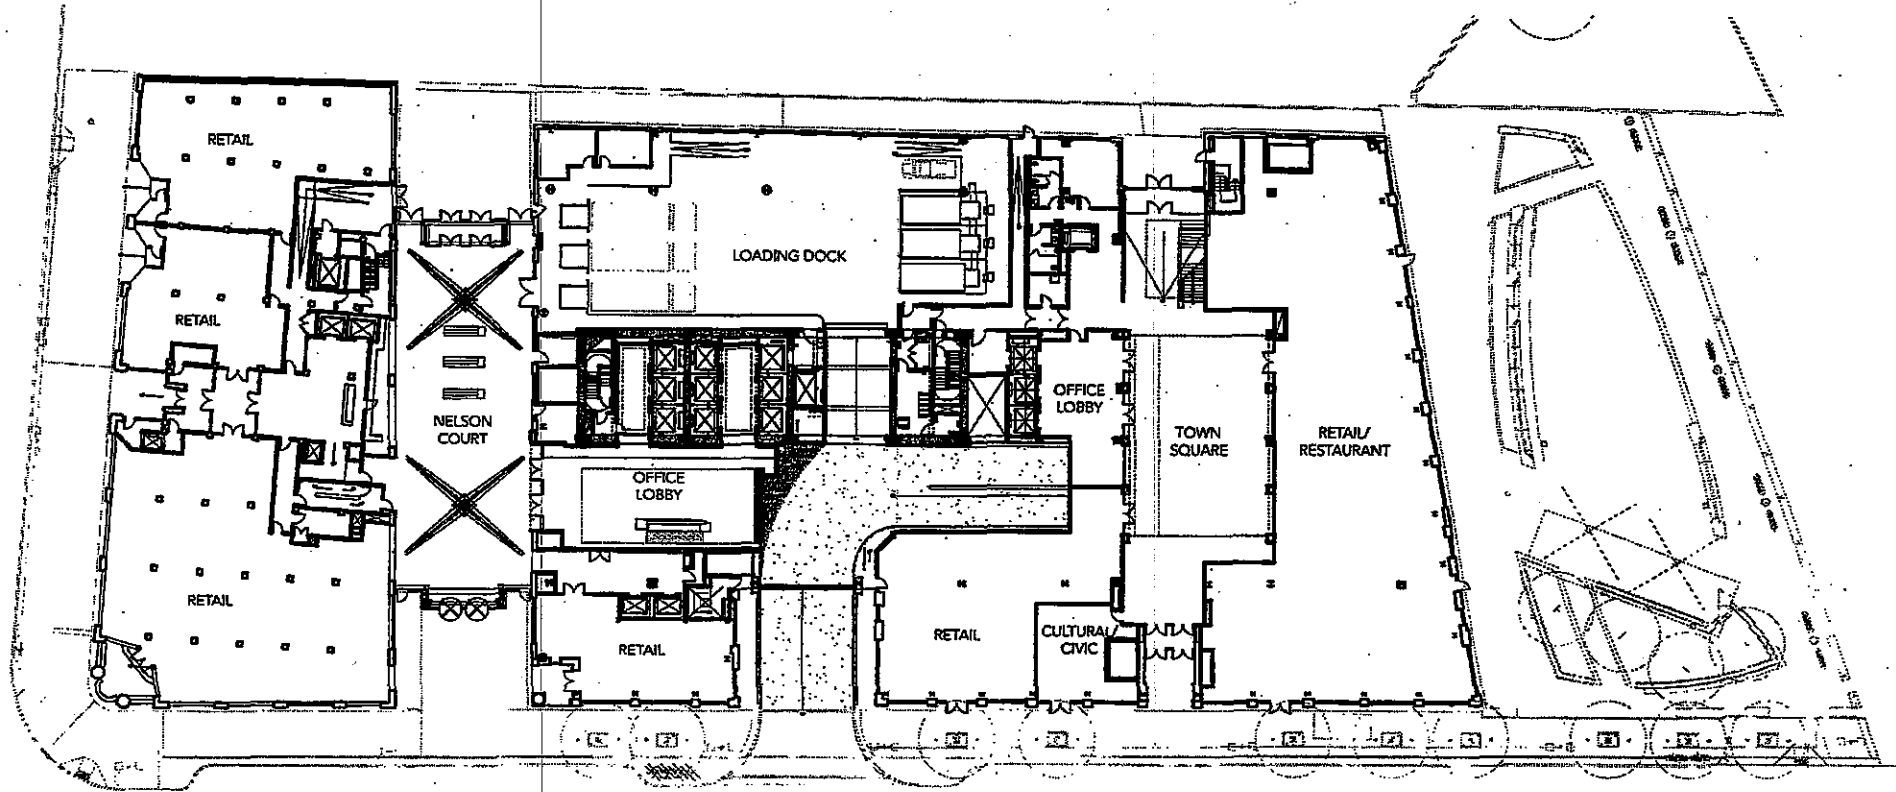 RETAIL
LOADING DOCK
RETAIL
OFFICE
LOBBY
NELSON
COURT
TOWN
SQUARE
RETAIL/
RESTAURANT
OFFICE
LOBBY
RETAIL
RETAIL
CULTURAL/
CIVIC
RETAIL